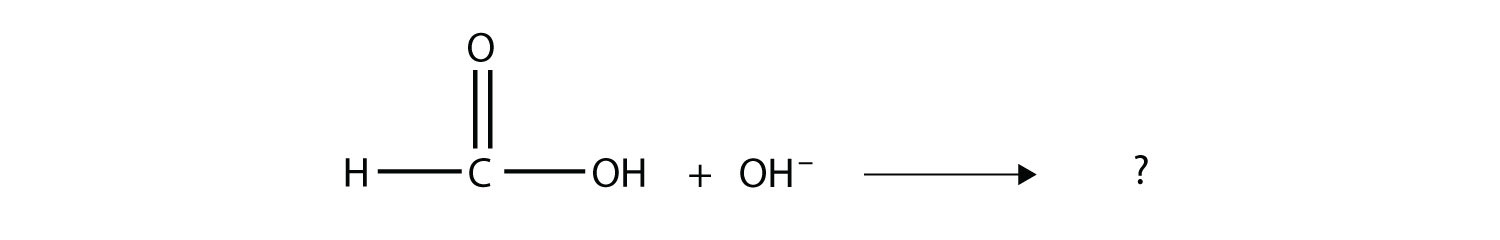 O
H C OH + OH⁻ ?